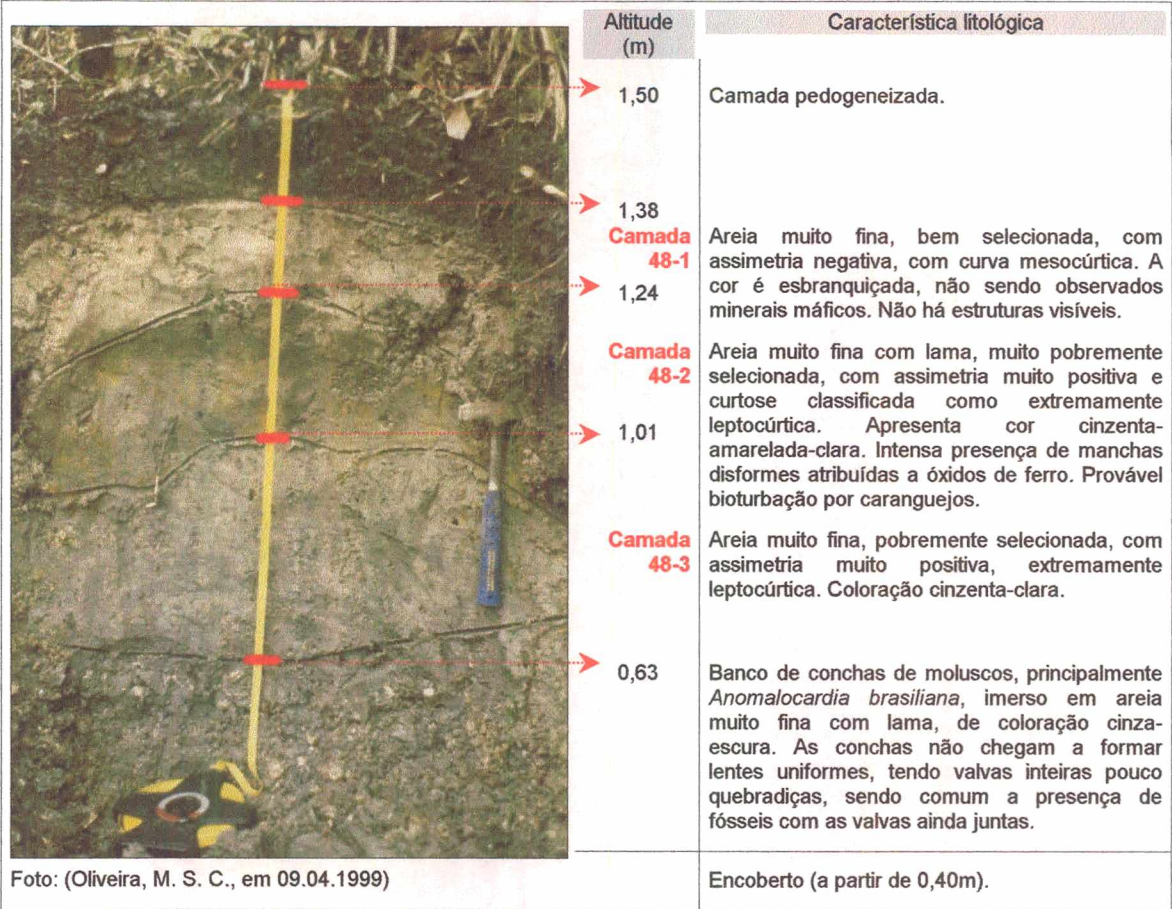 Altitude
(m)
Característica litológica
1,50
Camada pedogeneizada.
1,38
Camada
48-1
Areia muito fina, bem selecionada, com
assimetria negativa, com curva mesocúrtica. A
cor é esbranquiçada, não sendo observados
minerais máficos. Não há estruturas visíveis.
1,24
Camada
48-2
Areia muito fina com lama, muito pobremente
selecionada, com assimetria muito positiva e
curtose classificada como extremamente
leptocúrtica. Apresenta cor cinzenta-
amarelada-clara. Intensa presença de manchas
disformes atribuídas a óxidos de ferro. Provável
bioturbação por caranguejos.
1,01
Camada
48-3
Areia muito fina, pobremente selecionada, com
assimetria muito positiva, extremamente
leptocúrtica. Coloração cinzenta-clara.
0,63
Banco de conchas de moluscos, principalmente
Anomalocardia brasiliana, imerso em areia
muito fina com lama, de coloração cinza-
escura. As conchas não chegam a formar
lentes uniformes, tendo valvas inteiras pouco
quebradiças, sendo comum a presença de
fósseis com as valvas ainda juntas.
Foto: (Oliveira, M. S. C., em 09.04.1999)
Encoberto (a partir de 0,40m).